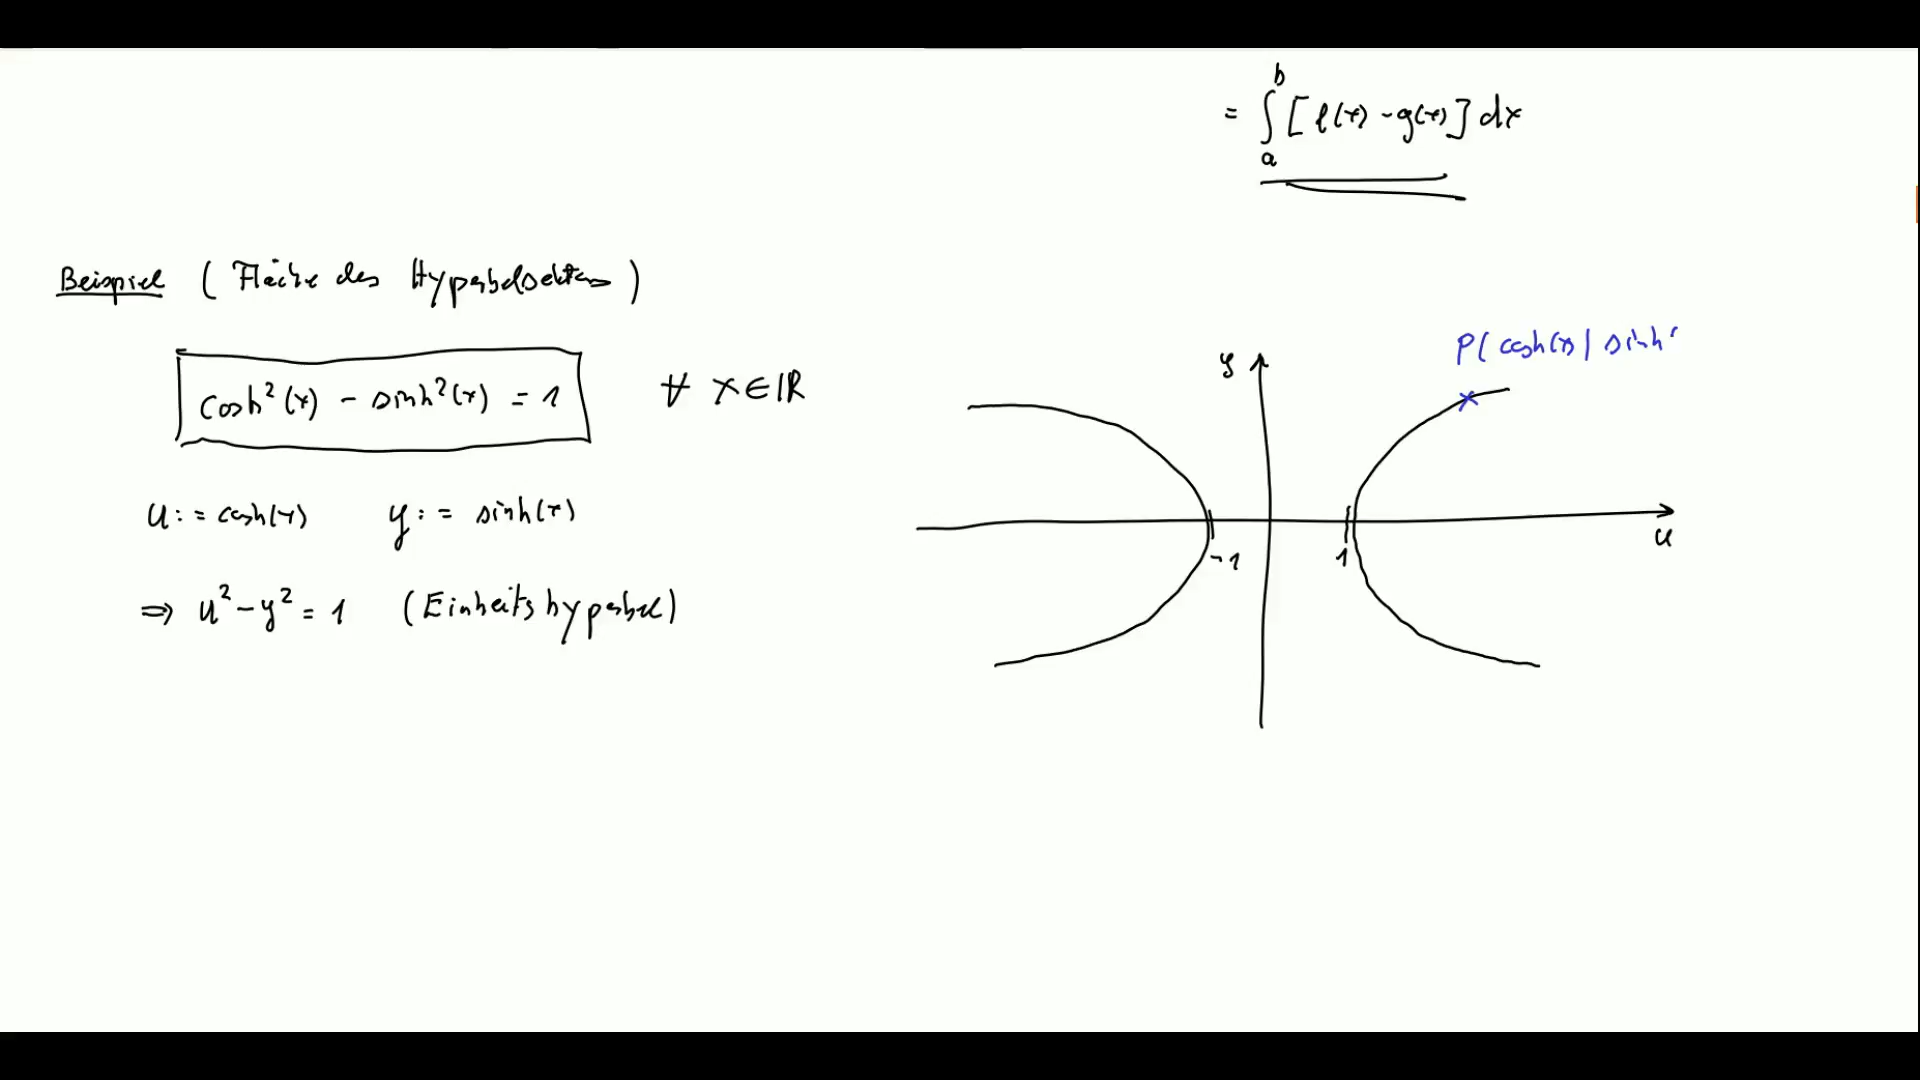 = ∫_a^b [f(x) - g(x)] dx
Beispiel (Fläche des Hyperbelsektors)
cosh²(x) - sinh²(x) = 1 ∀ x ∈ ℝ
u := cosh(x) y := sinh(x)
⇒ u² - y² = 1 (Einheitshyperbel)
P(cosh(x) | sinh(
y
-1 1 u